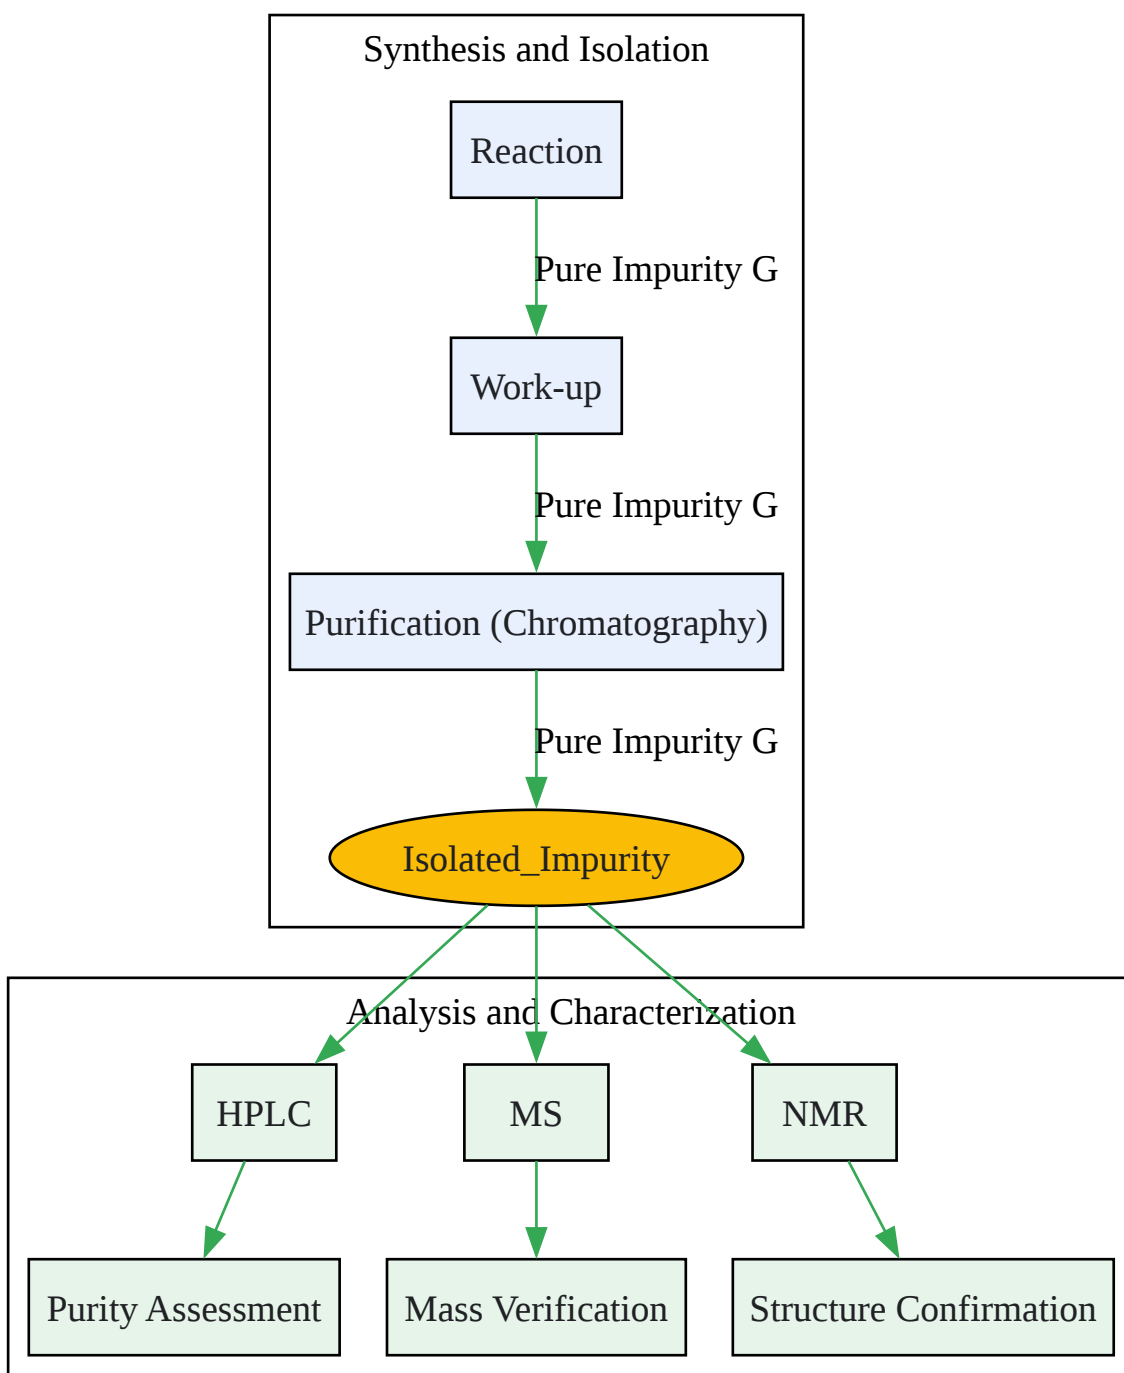 Synthesis and Isolation
Reaction
Pure Impurity G
Work-up
Pure Impurity G
Purification (Chromatography)
Pure Impurity G
Isolated_Impurity
Analysis and Characterization
HPLC
MS
NMR
Purity Assessment
Mass Verification
Structure Confirmation